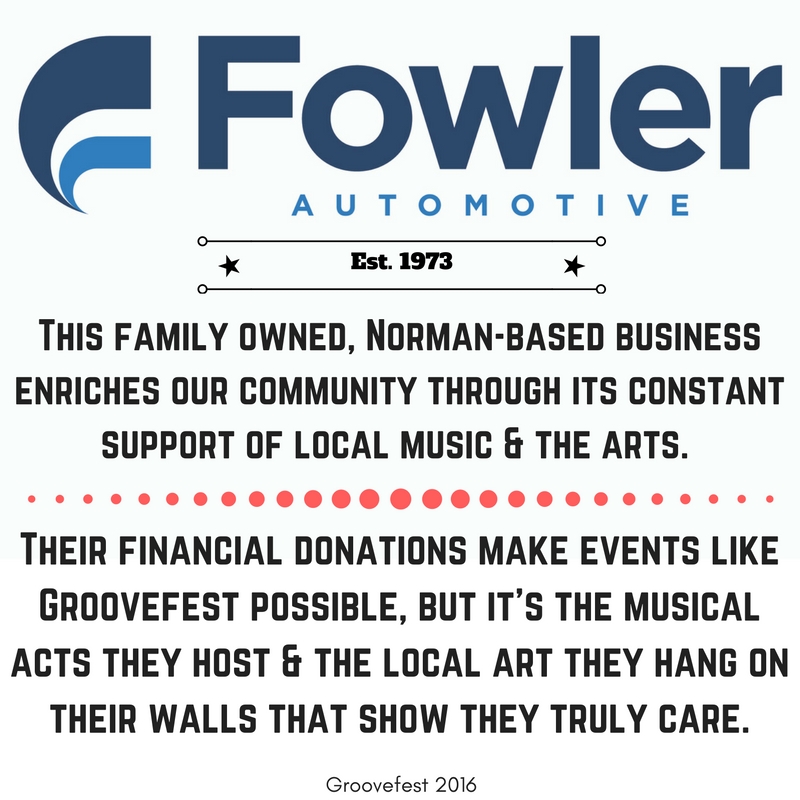 Fowler
AUTOMOTIVE
Est. 1973
This family owned, Norman-based business
enriches our community through its constant
support of local music & the arts.
Their financial donations make events like
Groovefest possible, but it's the musical
acts they host & the local art they hang on
their walls that show they truly care.
Groovefest 2016